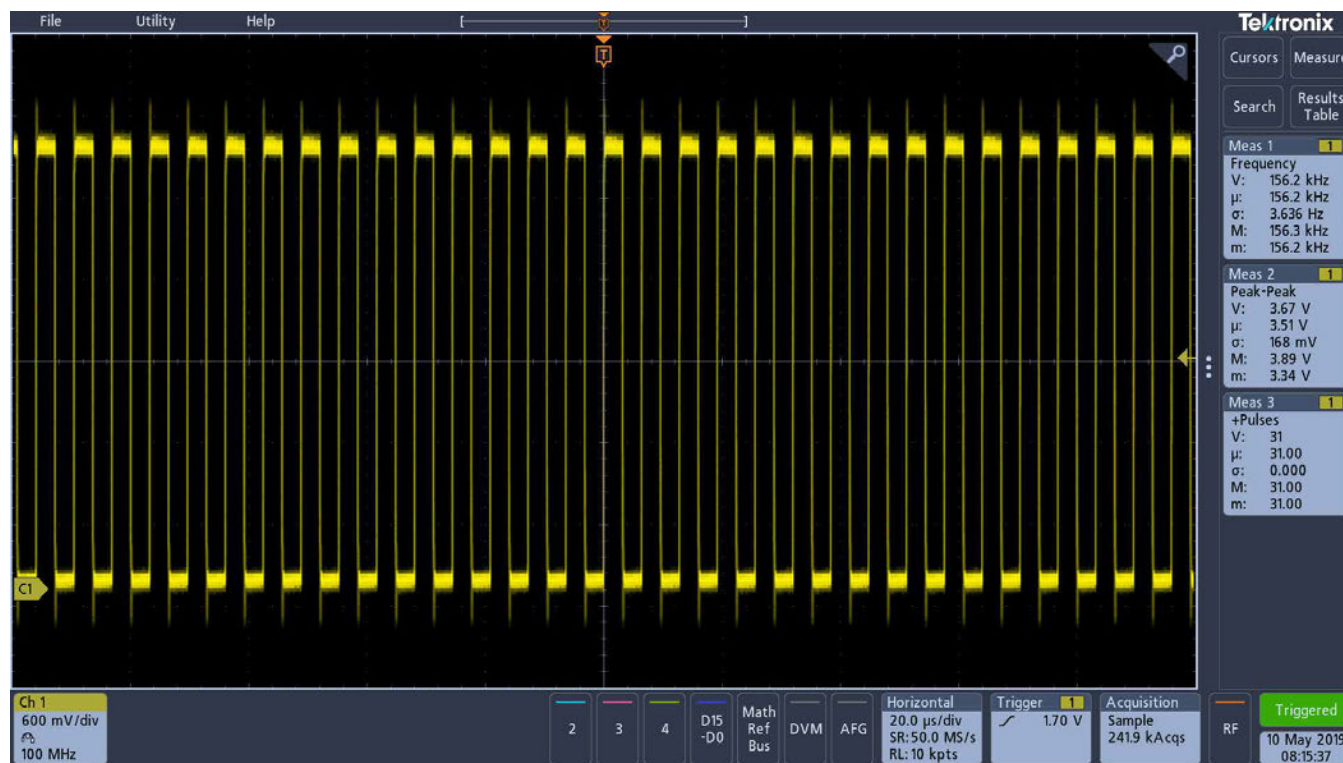 File Utility Help
T
Tektronix
T
Cursors Measure
Search Results
Table
Meas 1 1
Frequency
V: 156.2 kHz
µ: 156.2 kHz
σ: 3.636 Hz
M: 156.3 kHz
m: 156.2 kHz
Meas 2 1
Peak-Peak
V: 3.67 V
µ: 3.51 V
σ: 168 mV
M: 3.89 V
m: 3.34 V
Meas 3 1
+Pulses
V: 31
µ: 31.00
σ: 0.000
M: 31.00
m: 31.00
C1
Ch 1
600 mV/div
100 MHz
2
3
4
D15
-D0
Math
Ref
Bus
DVM
AFG
Horizontal
20.0 µs/div
SR: 50.0 MS/s
RL: 10 kpts
Trigger 1
1.70 V
Acquisition
Sample
241.9 kAcqs
RF
Triggered
10 May 2019
08:15:37